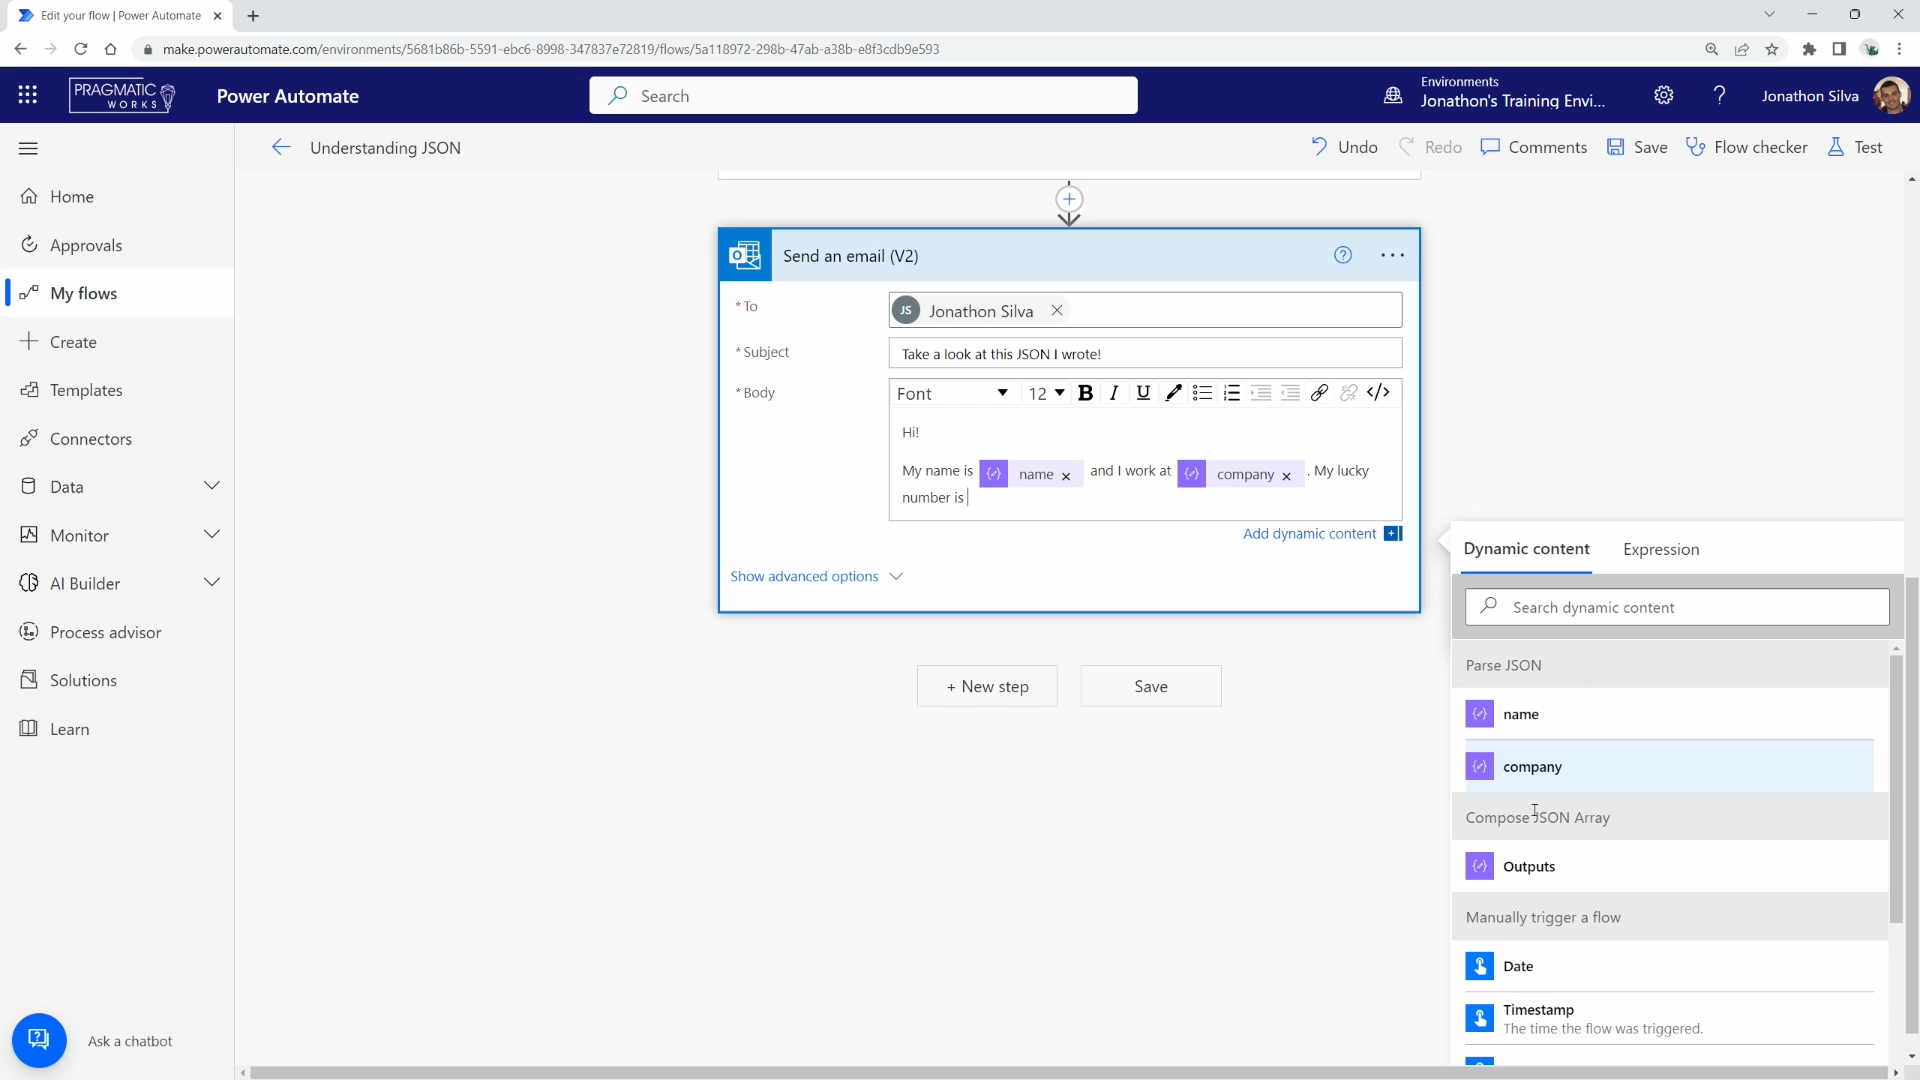 Edit your flow | Power Automate
make.powerautomate.com/environments/5681b86b-5591-ebc6-8998-347837e72819/flows/5a118972-298b-47ab-a38b-e8f3cdb9e593
PRAGMATIC
WORKS
Power Automate
Search
Environments
Jonathon's Training Envi...
?
Jonathon Silva
Understanding JSON
Undo
Redo
Comments
Save
Flow checker
Test
Home
Approvals
My flows
Create
Templates
Connectors
Data
Monitor
AI Builder
Process advisor
Solutions
Learn
Ask a chatbot
Send an email (V2)
* To
JS Jonathon Silva
* Subject
Take a look at this JSON I wrote!
* Body
Font 12 B I U </>
Hi!
My name is name and I work at company . My lucky
number is
Add dynamic content
Show advanced options
+ New step
Save
Dynamic content
Expression
Search dynamic content
Parse JSON
name
company
Compose JSON Array
Outputs
Manually trigger a flow
Date
Timestamp
The time the flow was triggered.